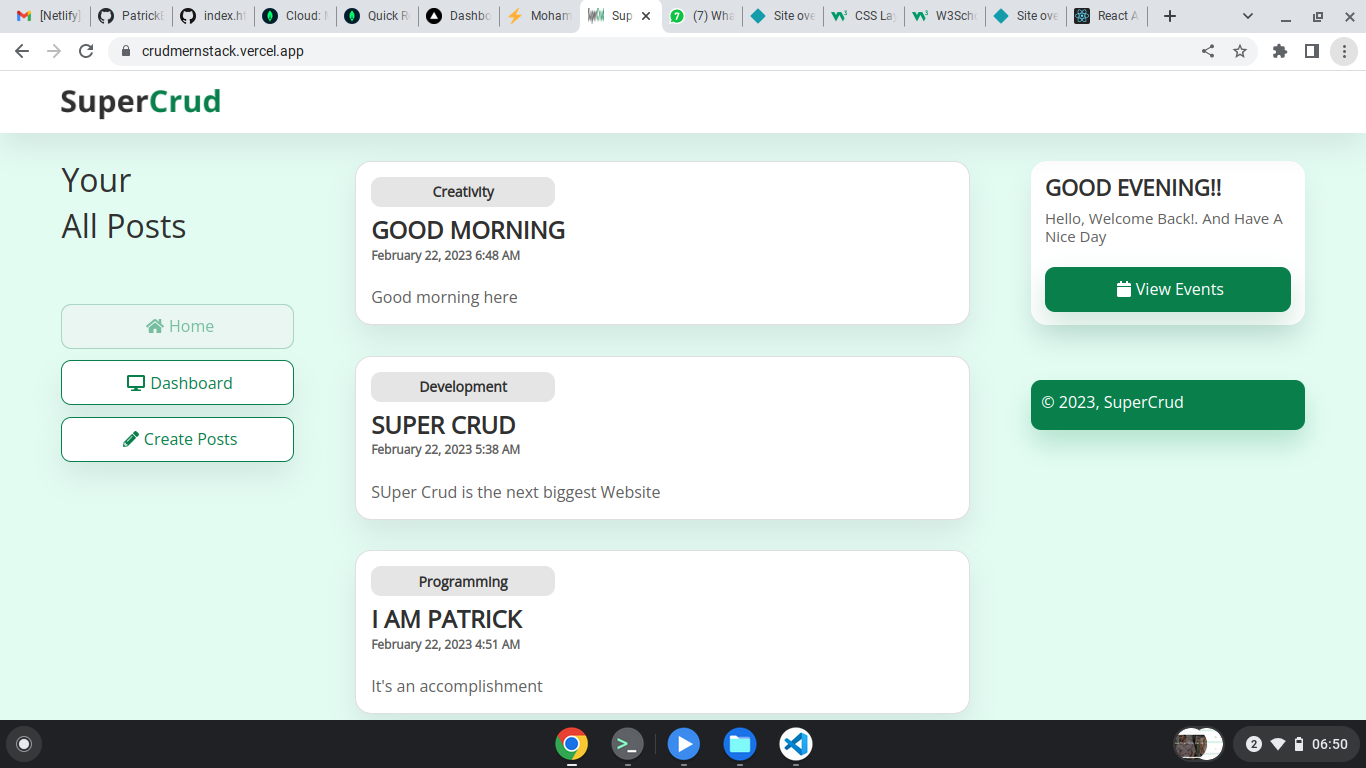 [Netlify]
Patrick
index.ht
Cloud:
Quick R
Dashbo
Moham
Sup
(7) Wha
Site ove
CSS Lay
W3Scho
Site ove
React A
crudmernstack.vercel.app
SuperCrud
Your
All Posts
Home
Dashboard
Create Posts
Creativity
GOOD MORNING
February 22, 2023 6:48 AM
Good morning here
Development
SUPER CRUD
February 22, 2023 5:38 AM
SUper Crud is the next biggest Website
Programming
I AM PATRICK
February 22, 2023 4:51 AM
It's an accomplishment
GOOD EVENING!!
Hello, Welcome Back!. And Have A
Nice Day
View Events
© 2023, SuperCrud
2 06:50